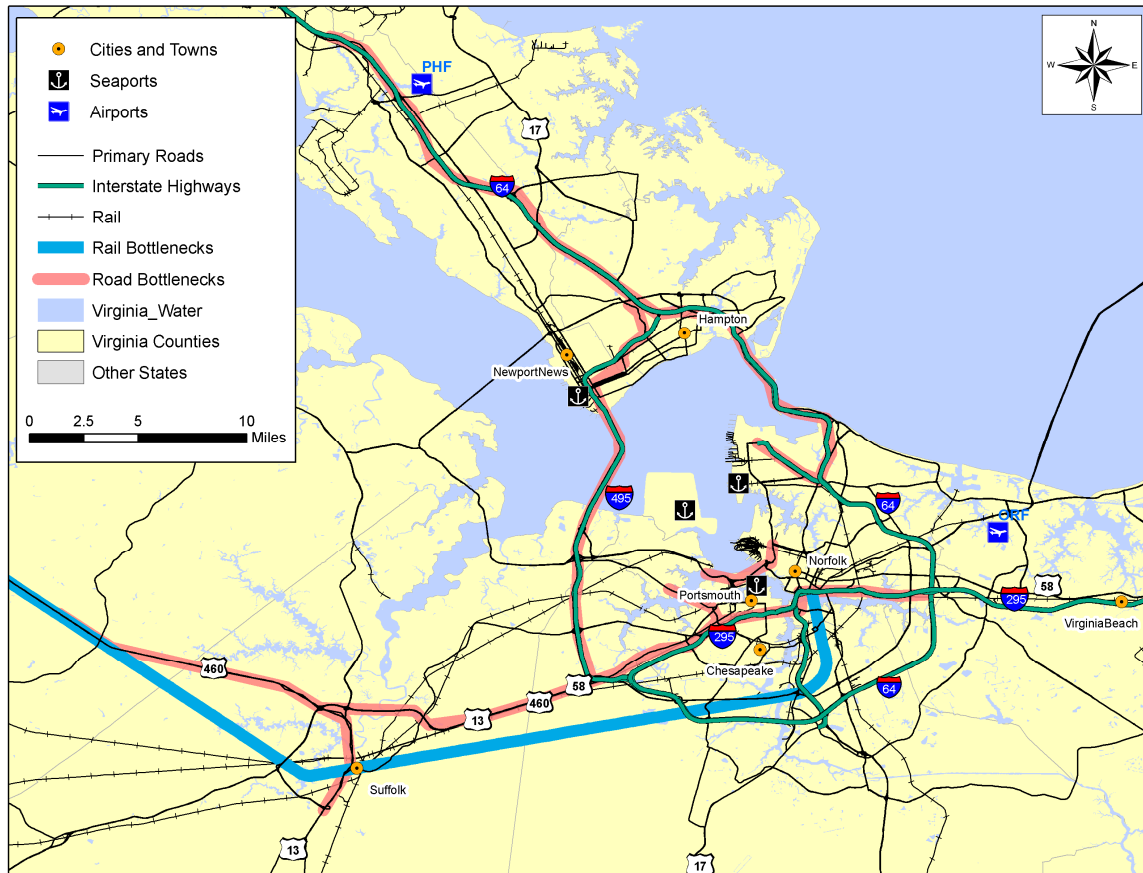 Cities and Towns
Seaports
Airports
Primary Roads
Interstate Highways
Rail
Rail Bottlenecks
Road Bottlenecks
Virginia_Water
Virginia Counties
Other States
0 2.5 5 10
Miles
N
W E
S
PHF
17
64
Hampton
NewportNews
495
64
ORF
Norfolk
58
Portsmouth
295
VirginiaBeach
295
Chesapeake
460
58
64
460
13
Suffolk
13
17